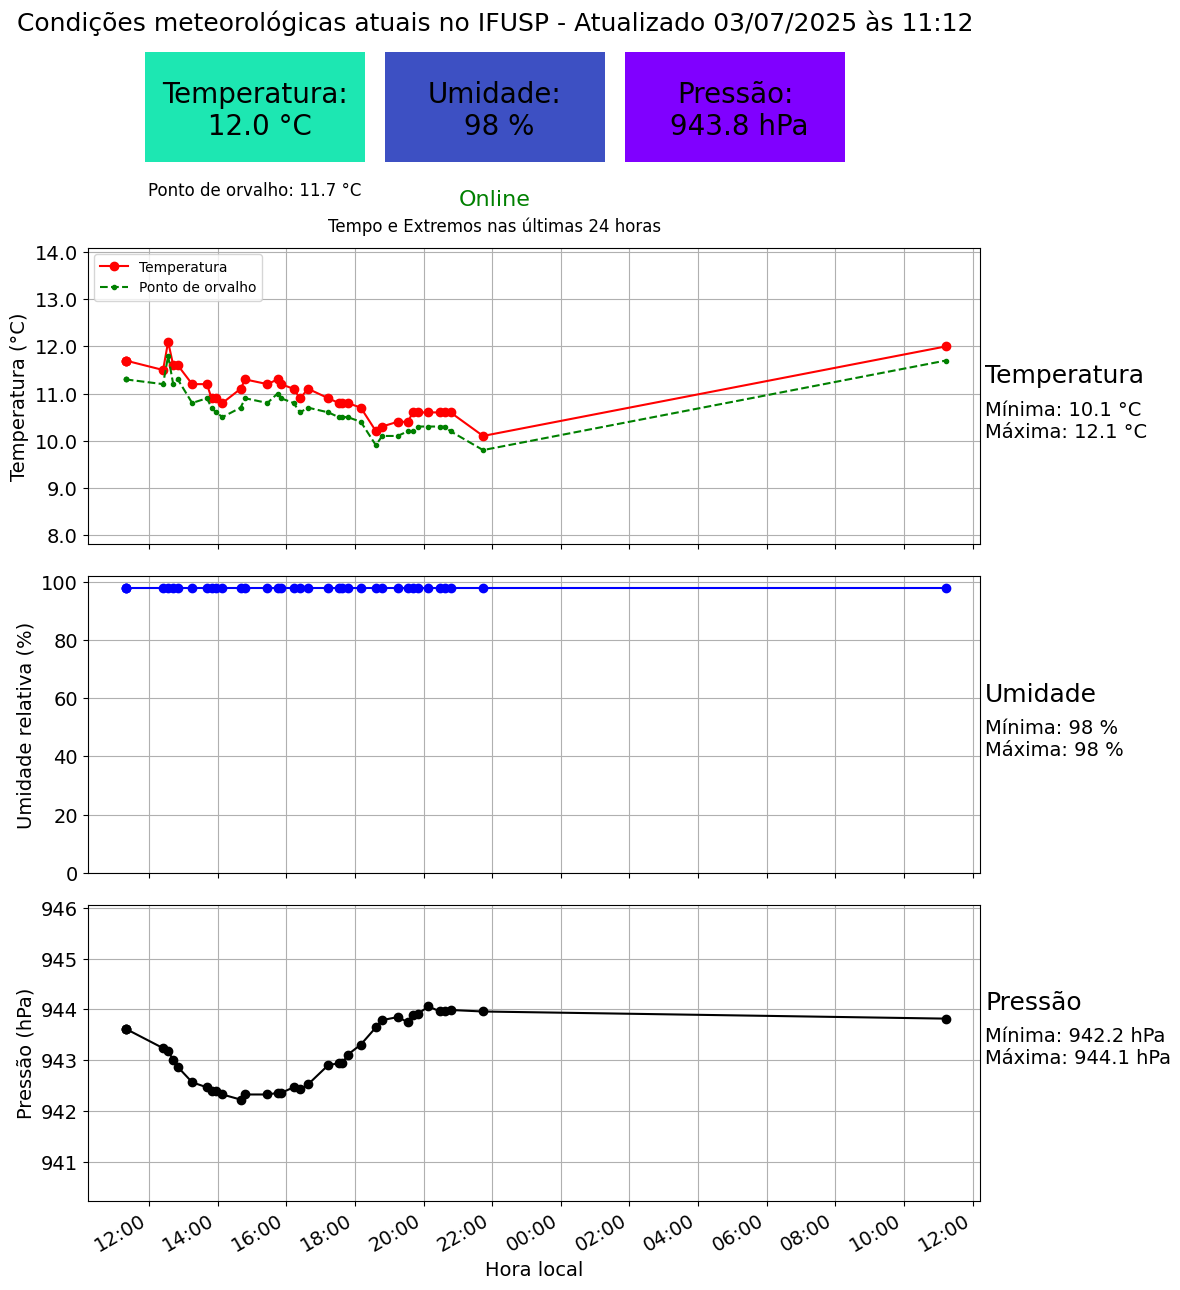 Condições meteorológicas atuais no IFUSP - Atualizado 03/07/2025 às 11:12
Temperatura:
12.0 °C
Umidade:
98 %
Pressão:
943.8 hPa
Ponto de orvalho: 11.7 °C
Online
Tempo e Extremos nas últimas 24 horas
14.0
13.0
12.0
11.0
10.0
9.0
8.0
Temperatura (°C)
Temperatura
Ponto de orvalho
Temperatura
Mínima: 10.1 °C
Máxima: 12.1 °C
100
80
60
40
20
0
Umidade relativa (%)
Umidade
Mínima: 98 %
Máxima: 98 %
946
945
944
943
942
941
Pressão (hPa)
Pressão
Mínima: 942.2 hPa
Máxima: 944.1 hPa
12:00
14:00
16:00
18:00
20:00
22:00
00:00
02:00
04:00
06:00
08:00
10:00
12:00
Hora local